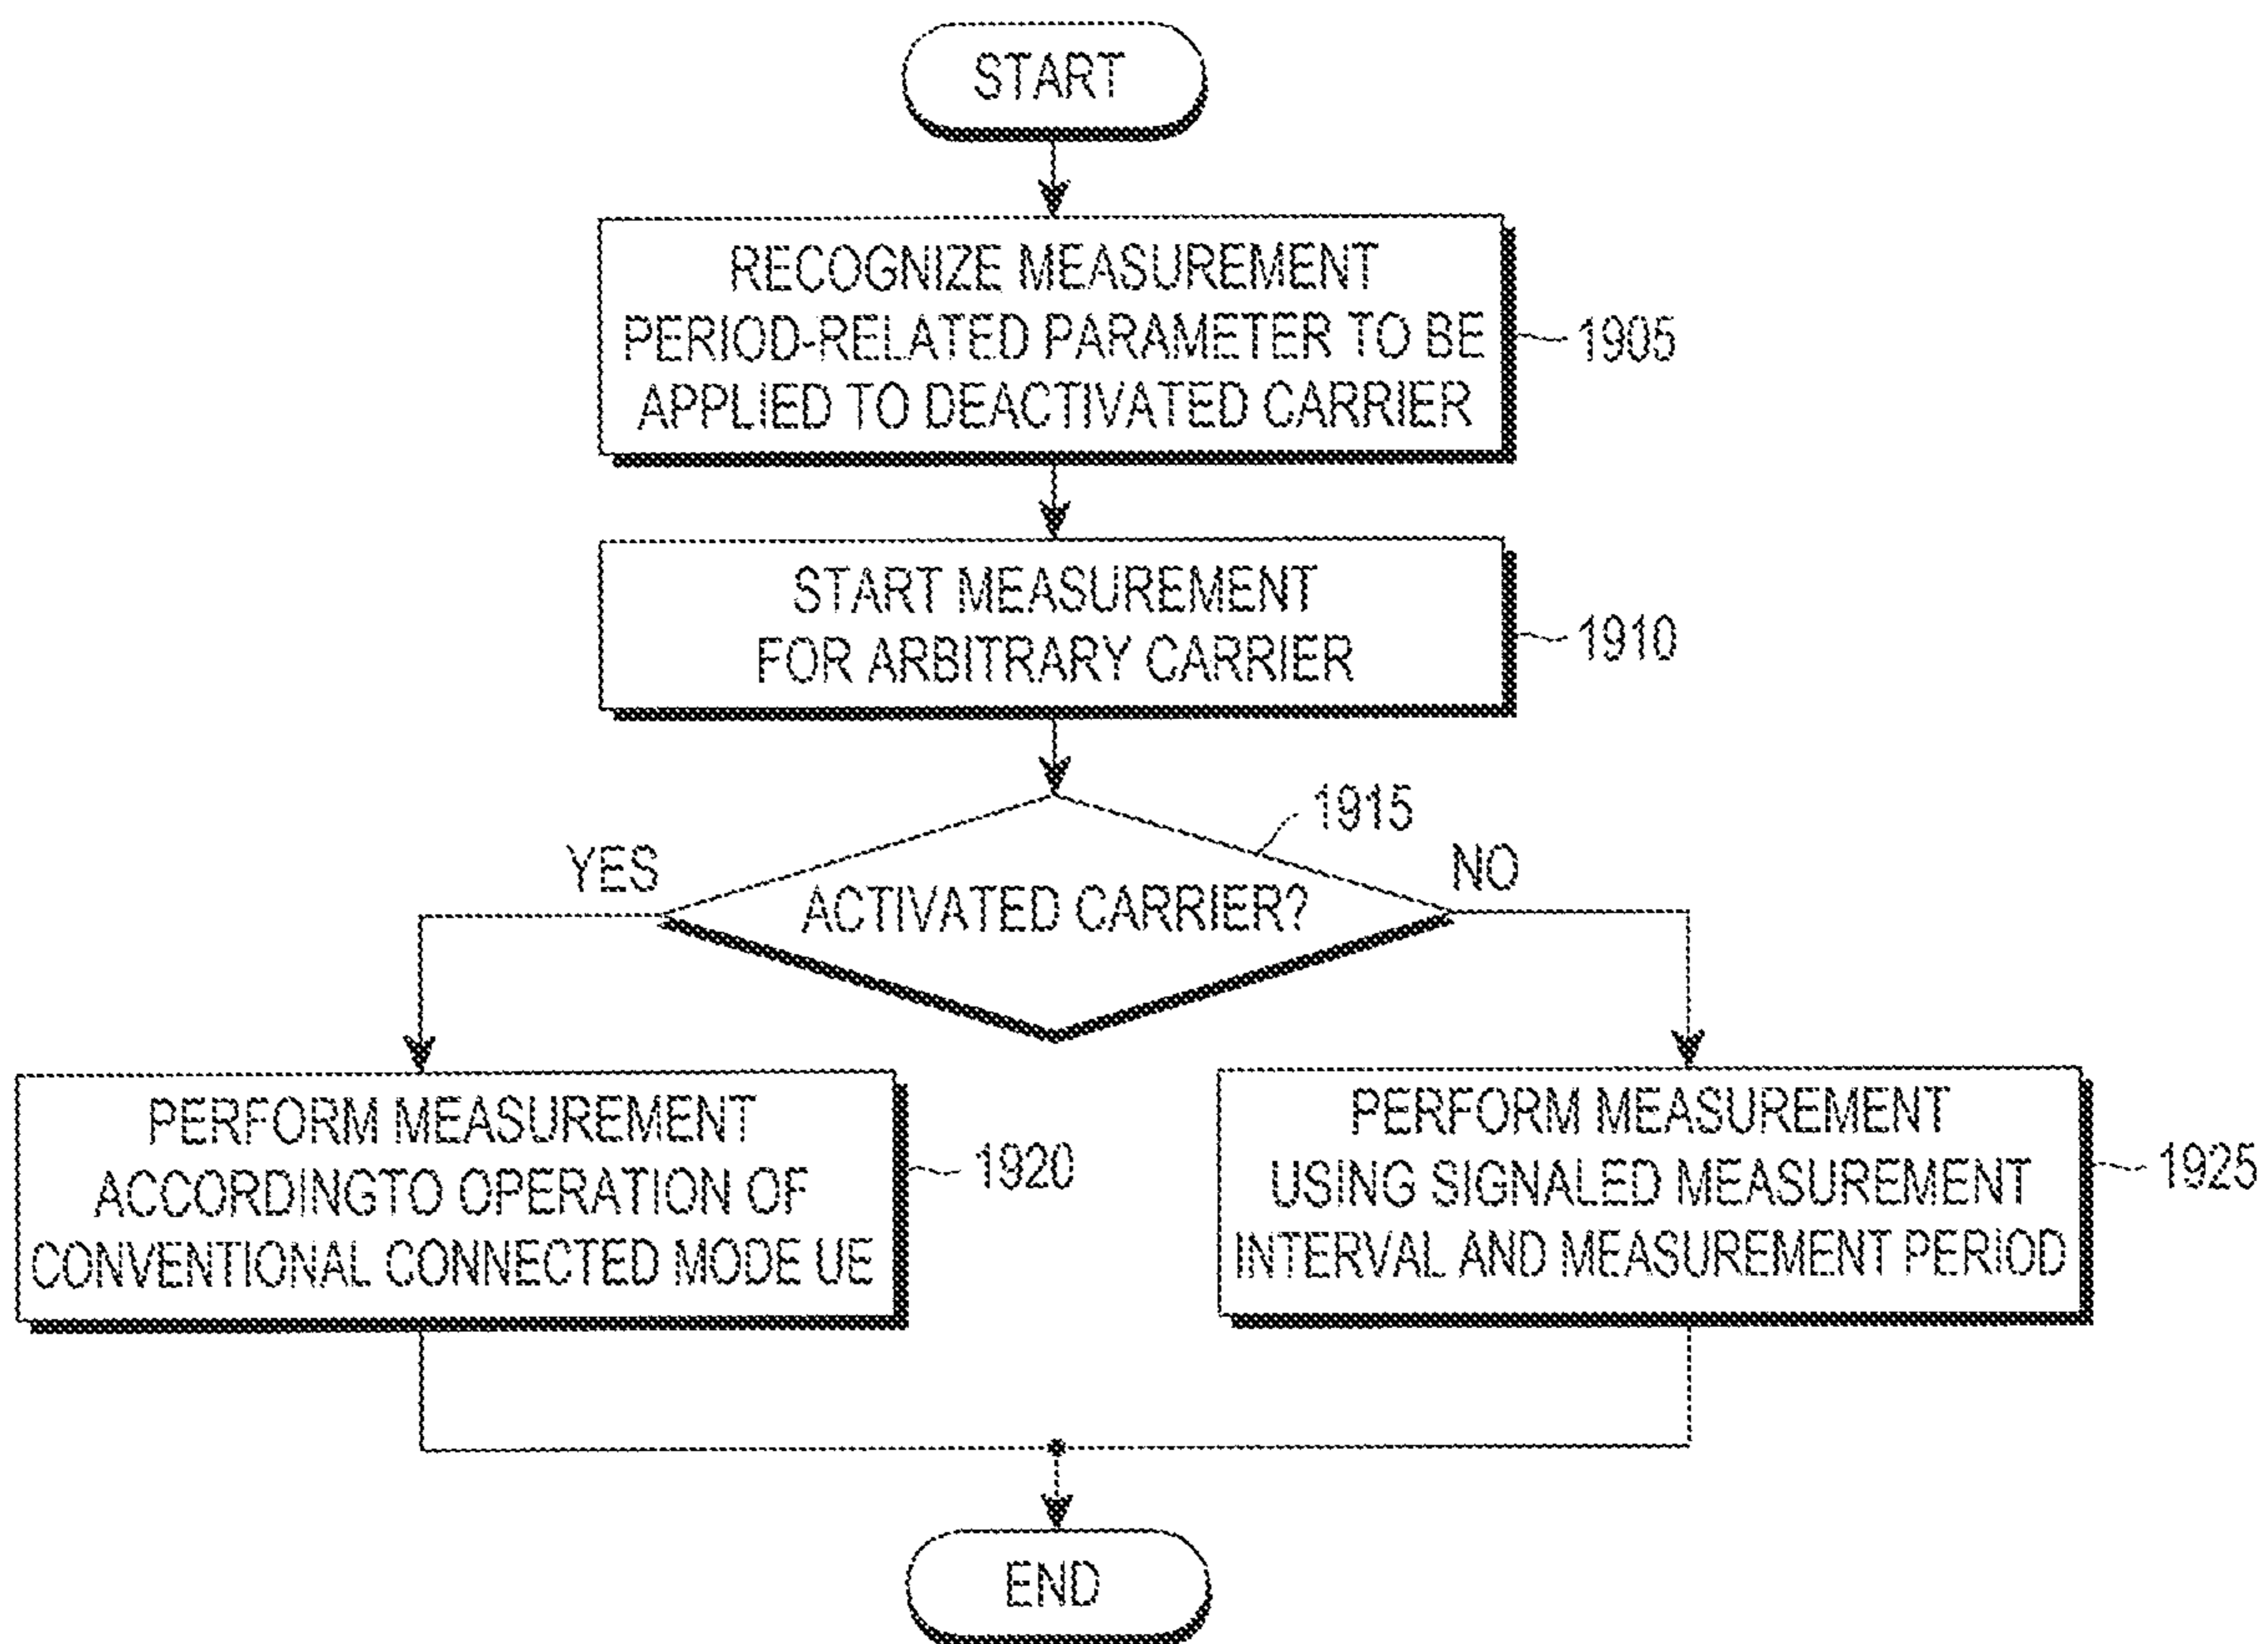 START
RECOGNIZE MEASUREMENT
PERIOD-RELATED PARAMETER TO BE
APPLIED TO DEACTIVATED CARRIER
1905
START MEASUREMENT
FOR ARBITRARY CARRIER
1910
1915
YES
NO
ACTIVATED CARRIER?
PERFORM MEASUREMENT
ACCORDINGTO OPERATION OF
CONVENTIONAL CONNECTED MODE UE
1920
PERFORM MEASUREMENT
USING SIGNALED MEASUREMENT
INTERVAL AND MEASUREMENT PERIOD
1925
END